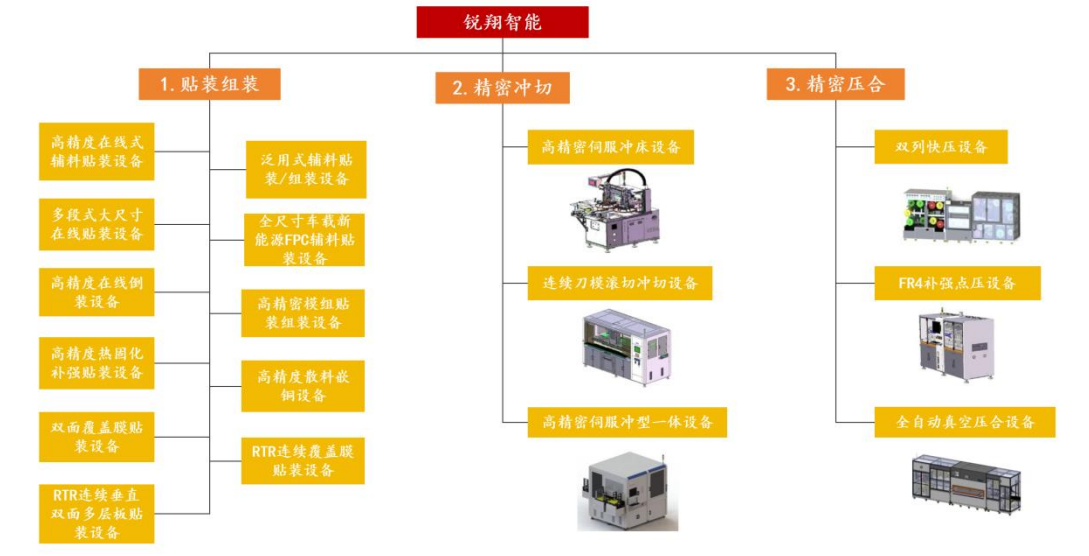 锐翔智能
1.贴装组装
高精度在线式
辅料贴装设备
泛用式辅料贴
装/组装设备
多段式大尺寸
在线贴装设备
全尺寸车载新
能源FPC辅料贴
装设备
高精度在线倒
装设备
高精密模组贴
装组装设备
高精度热固化
补强贴装设备
高精度散料嵌
铜设备
双面覆盖膜贴
装设备
RTR连续覆盖膜
贴装设备
RTR连续垂直
双面多层板贴
装设备
2.精密冲切
高精密伺服冲床设备
连续刀模滚切冲切设备
高精密伺服冲型一体设备
3.精密压合
双列快压设备
FR4补强点压设备
全自动真空压合设备